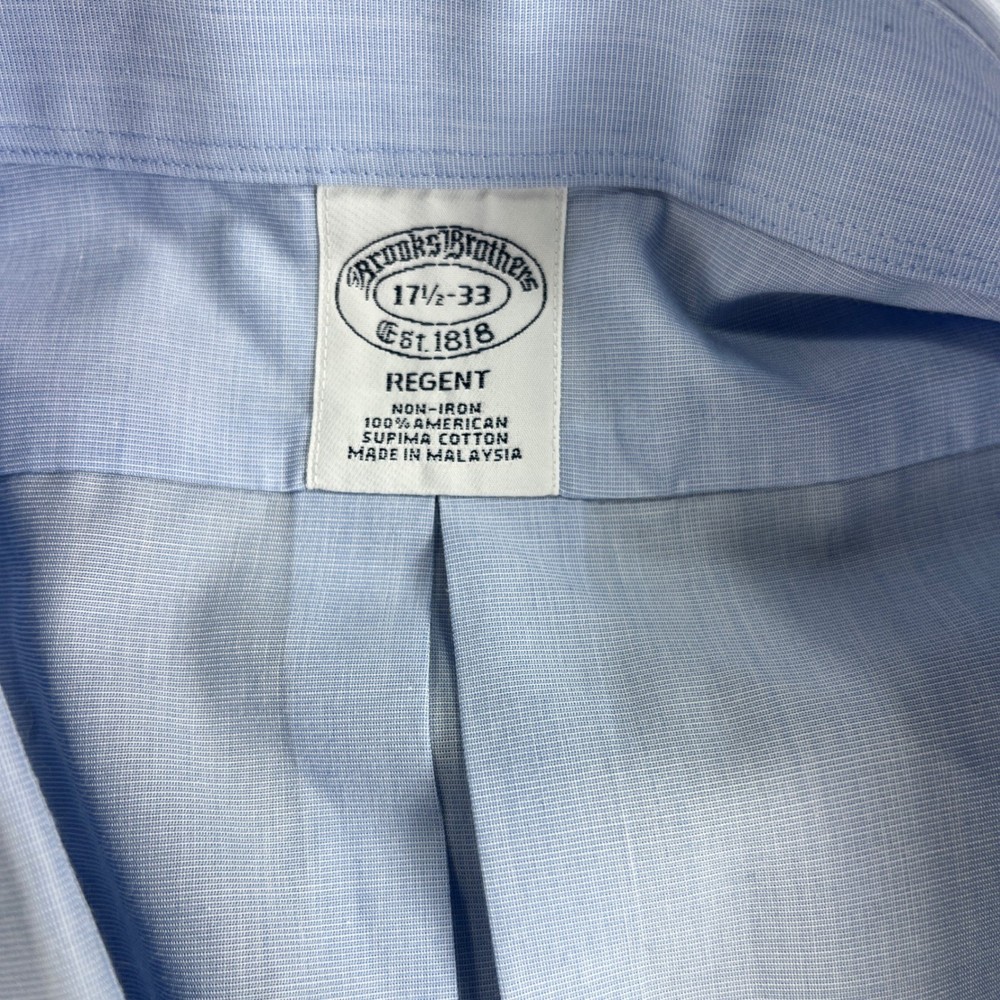 Brooks Brothers
17½-33
Est. 1818
REGENT
NON-IRON
100% AMERICAN
SUPIMA COTTON
MADE IN MALAYSIA